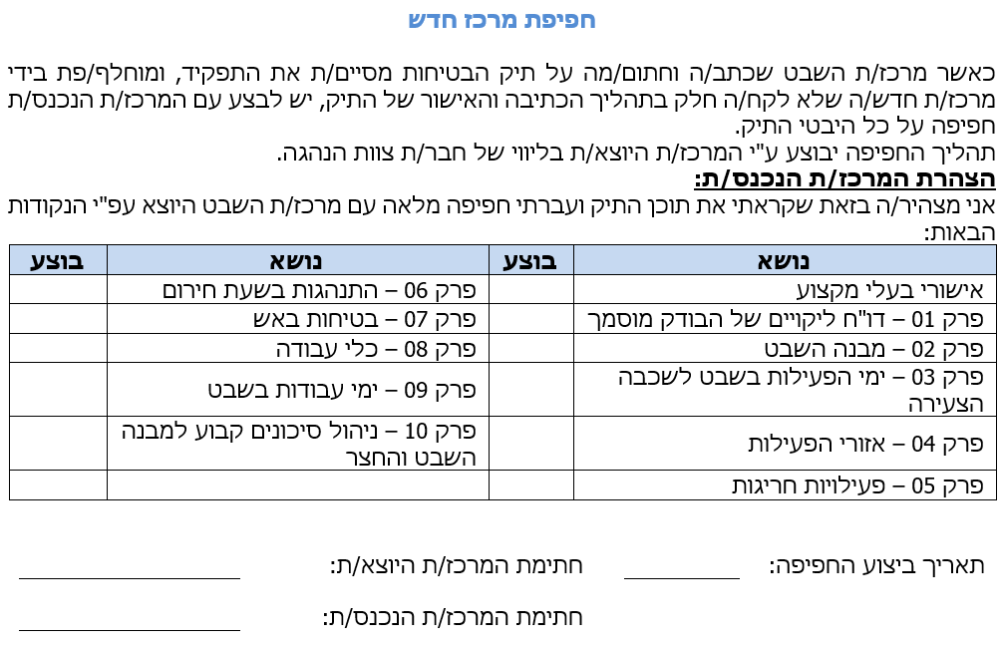 חפיפת מרכז חדש
כאשר מרכז/ת השבט שכתב/ה וחתום/מה על תיק הבטיחות מסיים/ת את התפקיד, ומוחלף/פת בידי
מרכז/ת חדש/ה שלא לקח/ה חלק בתהליך הכתיבה והאישור של התיק, יש לבצע עם המרכז/ת הנכנס/ת
חפיפה על כל היבטי התיק.
תהליך החפיפה יבוצע ע"י המרכז/ת היוצא/ת בליווי של חבר/ת צוות הנהגה.
הצהרת המרכז/ת הנכנס/ת:
אני מצהיר/ה בזאת שקראתי את תוכן התיק ועברתי חפיפה מלאה עם מרכז/ת השבט היוצא עפ"י הנקודות
הבאות:
נושא בוצע נושא בוצע
אישורי בעלי מקצוע פרק 06 – התנהגות בשעת חירום
פרק 01 – דו"ח ליקויים של הבודק מוסמך פרק 07 – בטיחות באש
פרק 02 – מבנה השבט פרק 08 – כלי עבודה
פרק 03 – ימי הפעילות בשבט לשכבה
הצעירה
פרק 09 – ימי עבודות בשבט
פרק 04 – אזורי הפעילות
פרק 10 – ניהול סיכונים קבוע למבנה
השבט והחצר
פרק 05 – פעילויות חריגות
תאריך ביצוע החפיפה: _________ חתימת המרכז/ת היוצא/ת: _________________
חתימת המרכז/ת הנכנס/ת: _________________